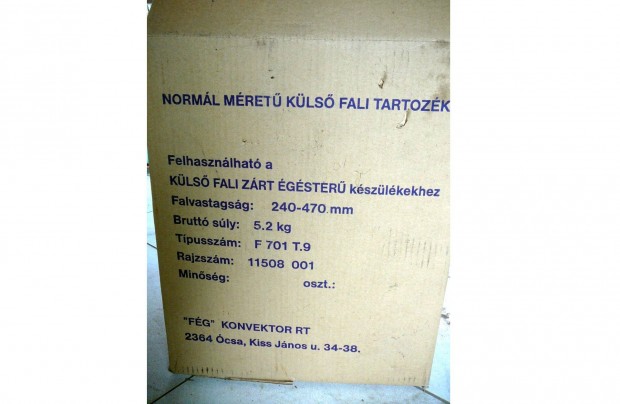 NORMÁL MÉRETŰ KÜLSŐ FALI TARTOZÉK
Felhasználható a
KÜLSŐ FALI ZÁRT ÉGÉSTERŰ készülékekhez
Falvastagság: 240-470 mm
Bruttó súly: 5.2 kg
Típusszám: F 701 T.9
Rajzszám: 11508 001
Minőség: oszt.:
"FÉG" KONVEKTOR RT
2364 Ócsa, Kiss János u. 34-38.